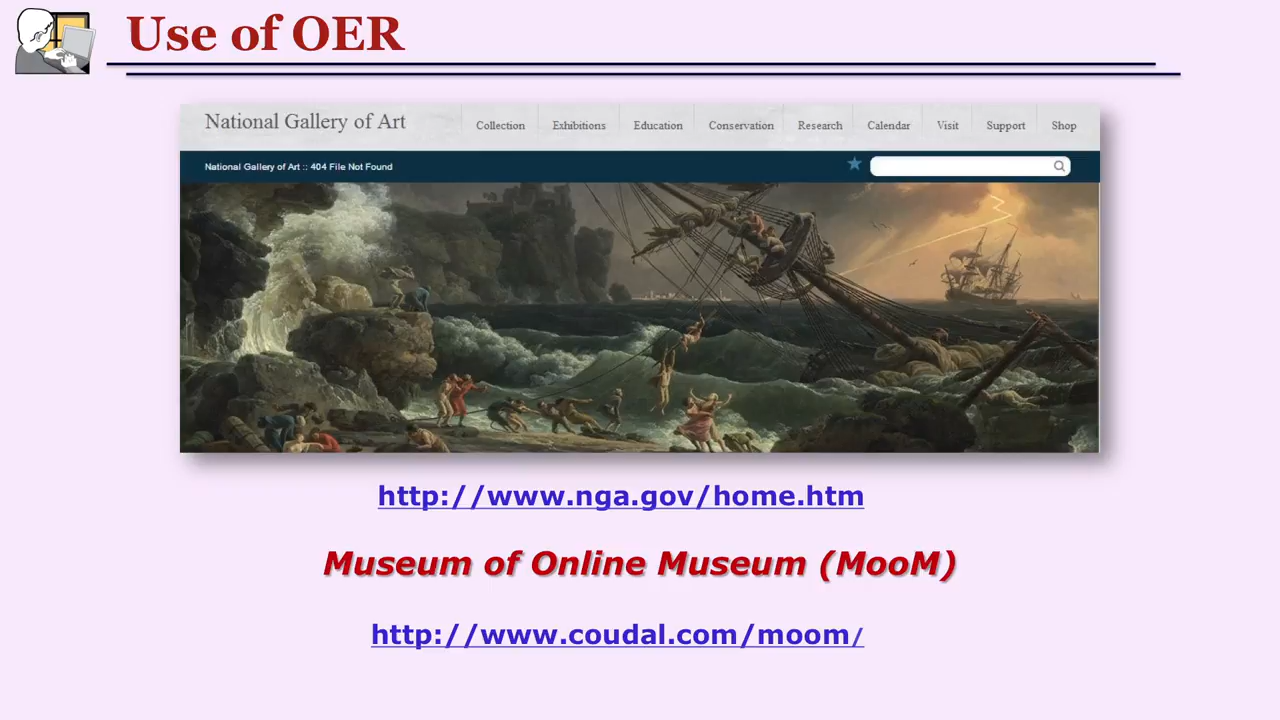 Use of OER
National Gallery of Art
Collection Exhibitions Education Conservation Research Calendar Visit Support Shop
National Gallery of Art :: 404 File Not Found
http://www.nga.gov/home.htm
Museum of Online Museum (MooM)
http://www.coudal.com/moom/